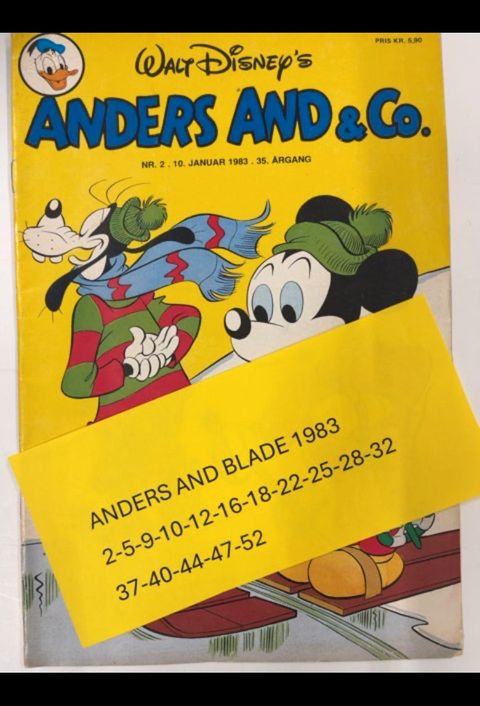 PRIS KR. 5,90
WALT DISNEY'S
ANDERS AND & Co.
NR. 2 . 10. JANUAR 1983 . 35. ÅRGANG
ANDERS AND BLADE 1983
2-5-9-10-12-16-18-22-25-28-32
37-40-44-47-52